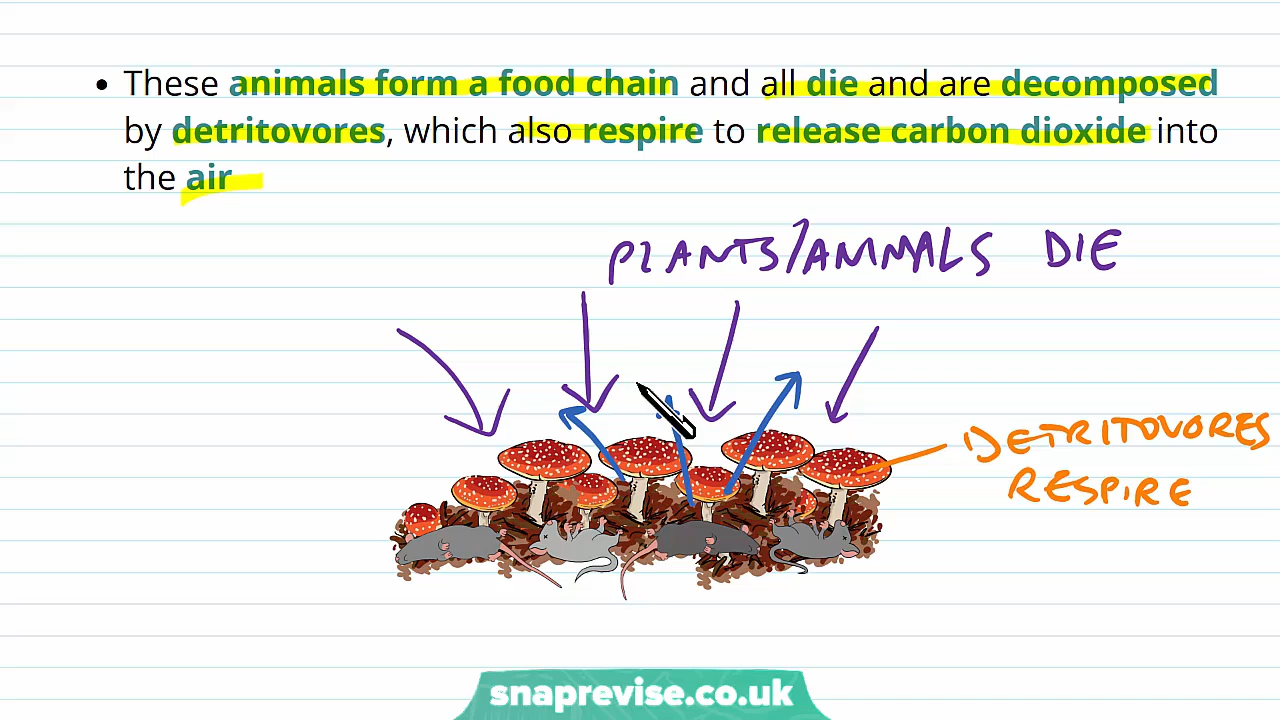 • These animals form a food chain and all die and are decomposed
by detritovores, which also respire to release carbon dioxide into
the air
PLANTS/ANIMALS DIE
DETRITOVORES
RESPIRE
snaprevise.co.uk